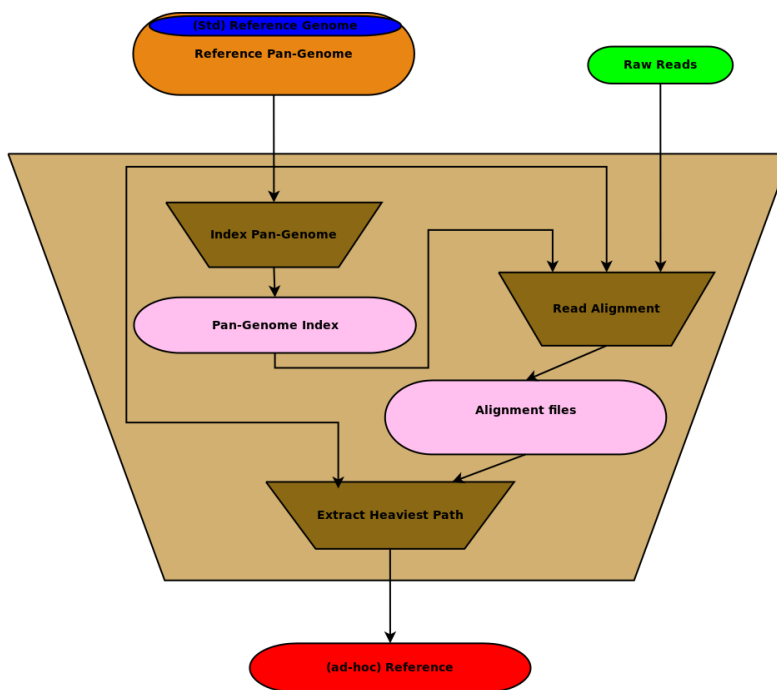 (Std) Reference Genome
Reference Pan-Genome
Raw Reads
Index Pan-Genome
Read Alignment
Pan-Genome Index
Alignment files
Extract Heaviest Path
(ad-hoc) Reference